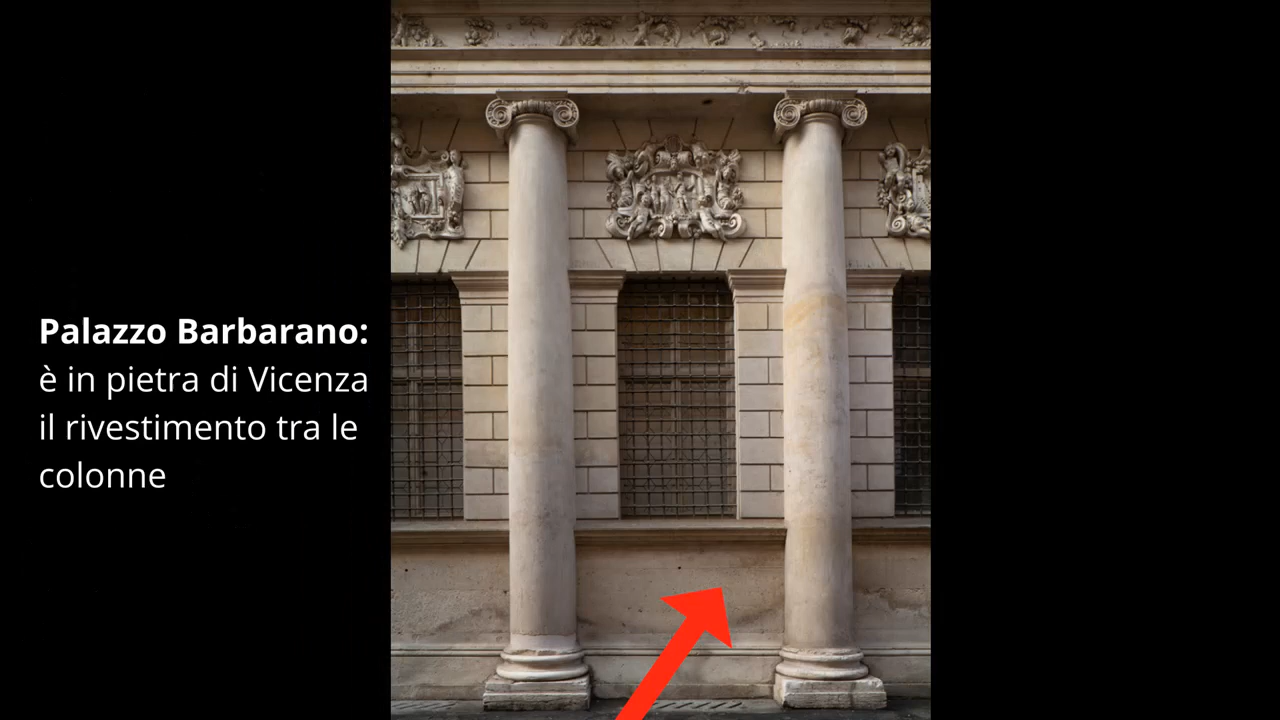 Palazzo Barbarano:
è in pietra di Vicenza
il rivestimento tra le
colonne